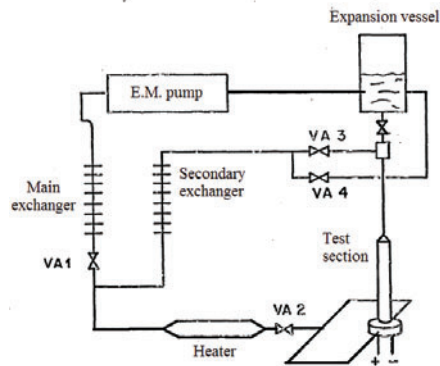 Expansion vessel
E.M. pump
VA 3
Main
exchanger
Secondary
exchanger
VA 4
VA1
Test
section
VA 2
Heater
+ -